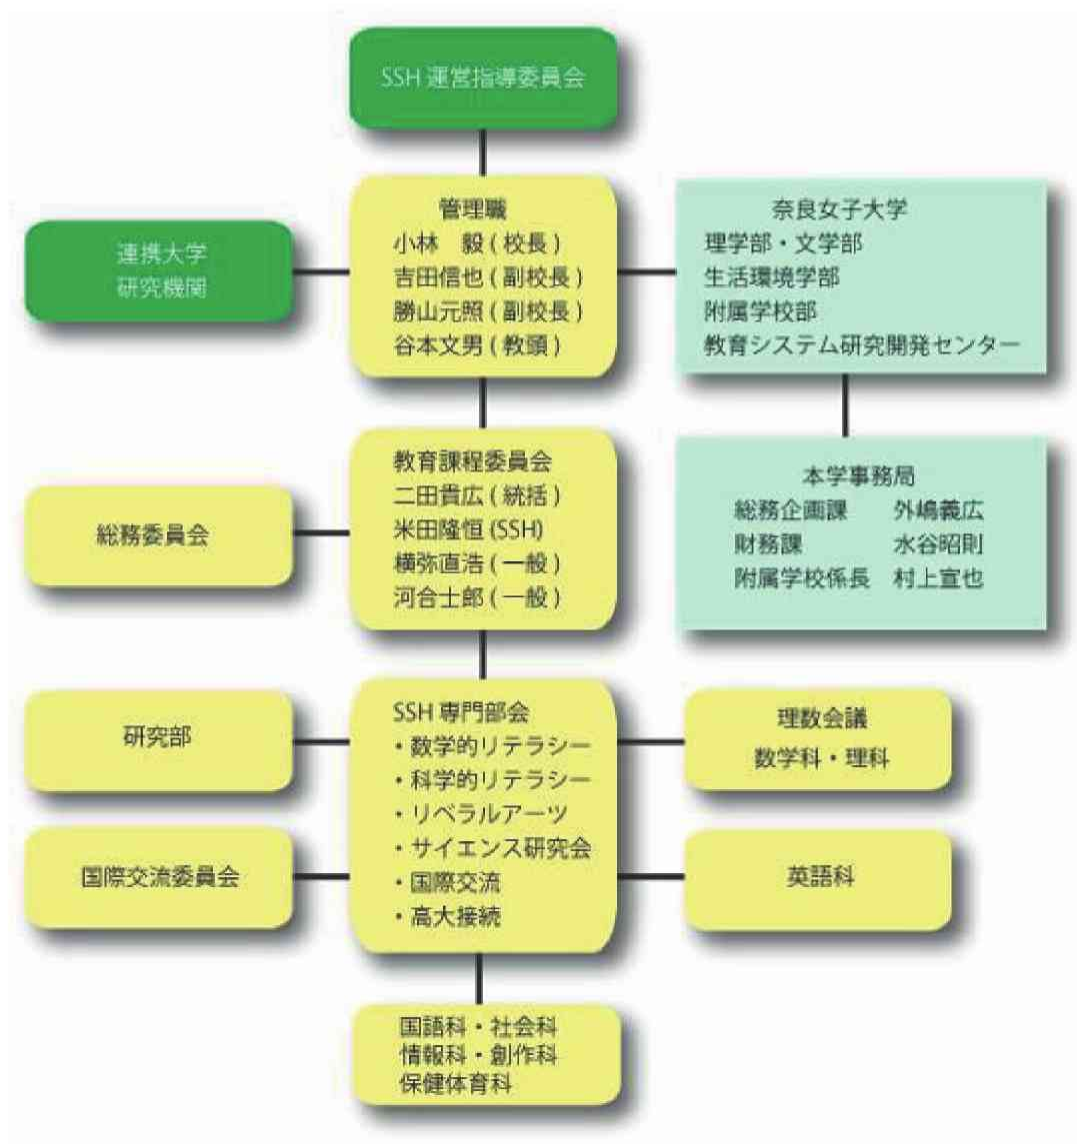 SSH 運営指導委員会
管理職
小林　毅 ( 校長 )
吉田信也 ( 副校長 )
勝山元照 ( 副校長 )
谷本文男 ( 教頭 )
連携大学
研究機関
奈良女子大学
理学部・文学部
生活環境学部
附属学校部
教育システム研究開発センター
本学事務局
総務企画課　外嶋義広
財務課　水谷昭則
附属学校係長　村上宣也
教育課程委員会
二田貴広 ( 統括 )
米田隆恒 (SSH)
横弥直浩 ( 一般 )
河合士郎 ( 一般 )
総務委員会
SSH 専門部会
・数学的リテラシー
・科学的リテラシー
・リベラルアーツ
・サイエンス研究会
・国際交流
・高大接続
研究部
国際交流委員会
理数会議
数学科・理科
英語科
国語科・社会科
情報科・創作科
保健体育科